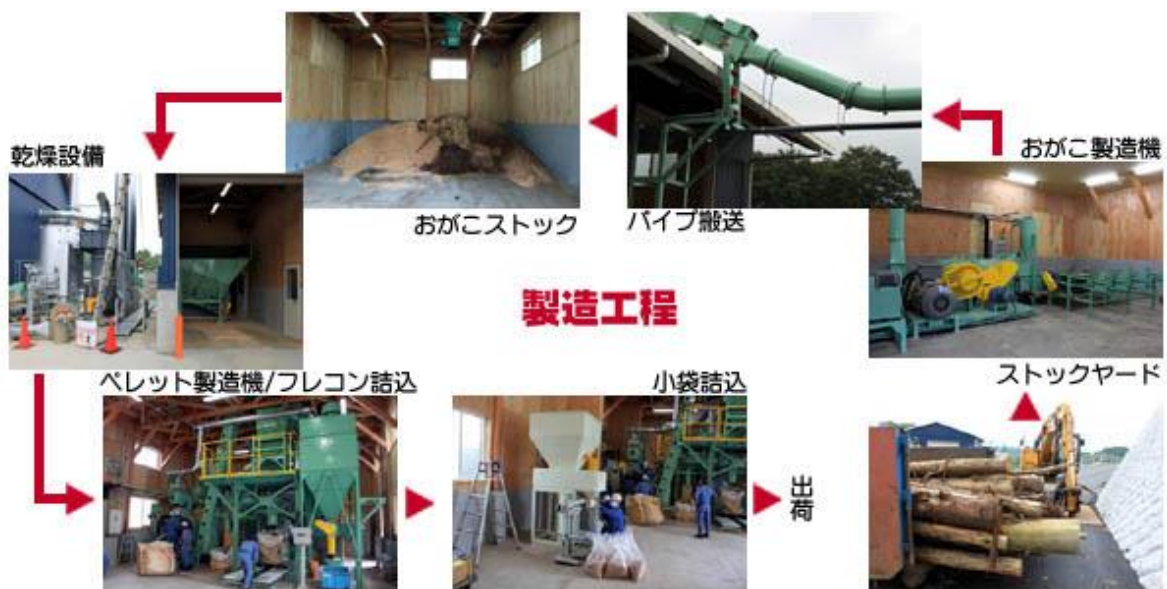 乾燥設備
おがこストック
パイプ搬送
おがこ製造機
製造工程
ペレット製造機/フレコン詰込
小袋詰込
ストックヤード
出荷